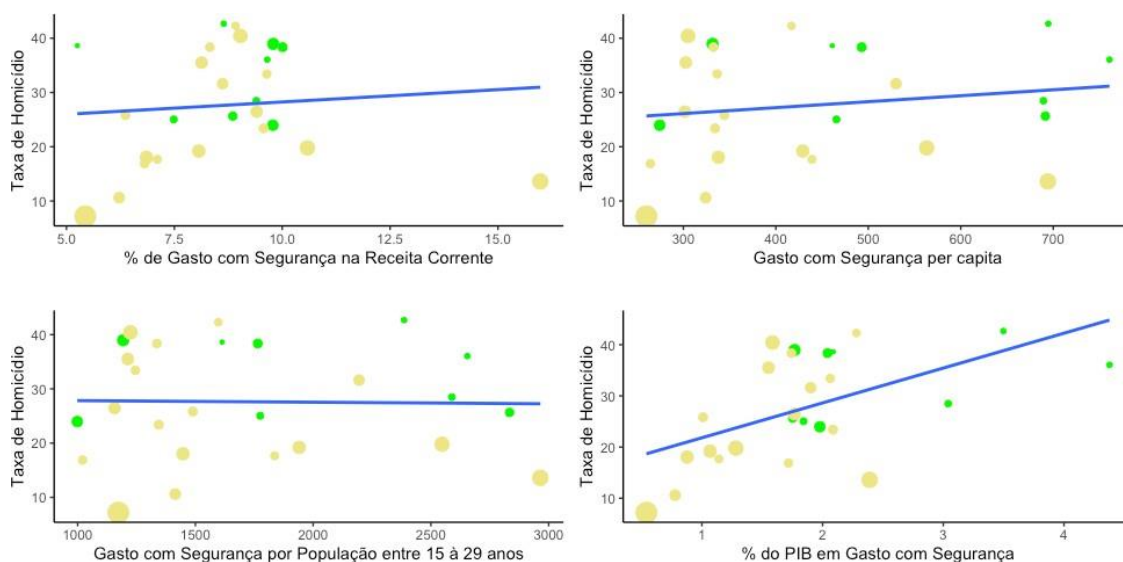 Taxa de Homicídio
40
30
20
10
5.0 7.5 10.0 12.5 15.0
% de Gasto com Segurança na Receita Corrente
Taxa de Homicídio
40
30
20
10
300 400 500 600 700
Gasto com Segurança per capita
Taxa de Homicídio
40
30
20
10
1000 1500 2000 2500 3000
Gasto com Segurança por População entre 15 à 29 anos
Taxa de Homicídio
40
30
20
10
1 2 3 4
% do PIB em Gasto com Segurança